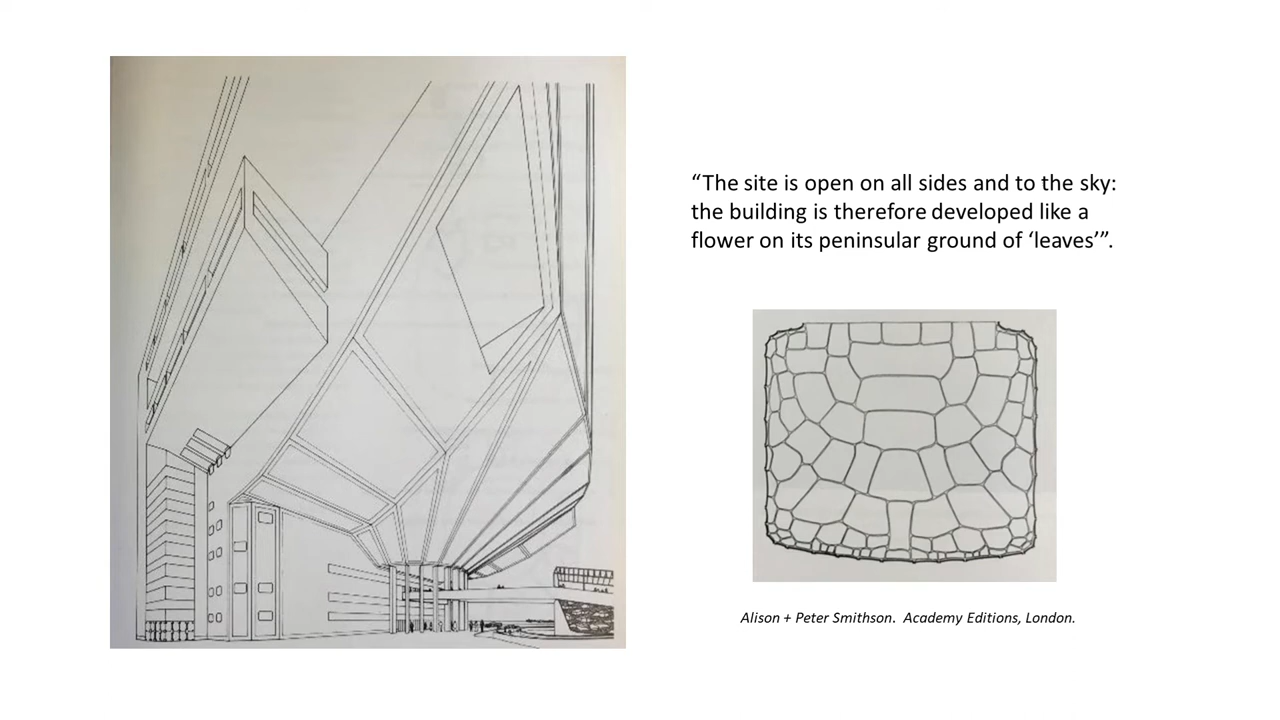 “The site is open on all sides and to the sky:
the building is therefore developed like a
flower on its peninsular ground of ‘leaves’”.
Alison + Peter Smithson.  Academy Editions, London.